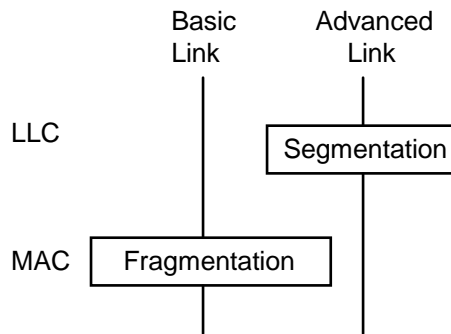 Basic
Link
Advanced
Link
LLC
Segmentation
MAC
Fragmentation